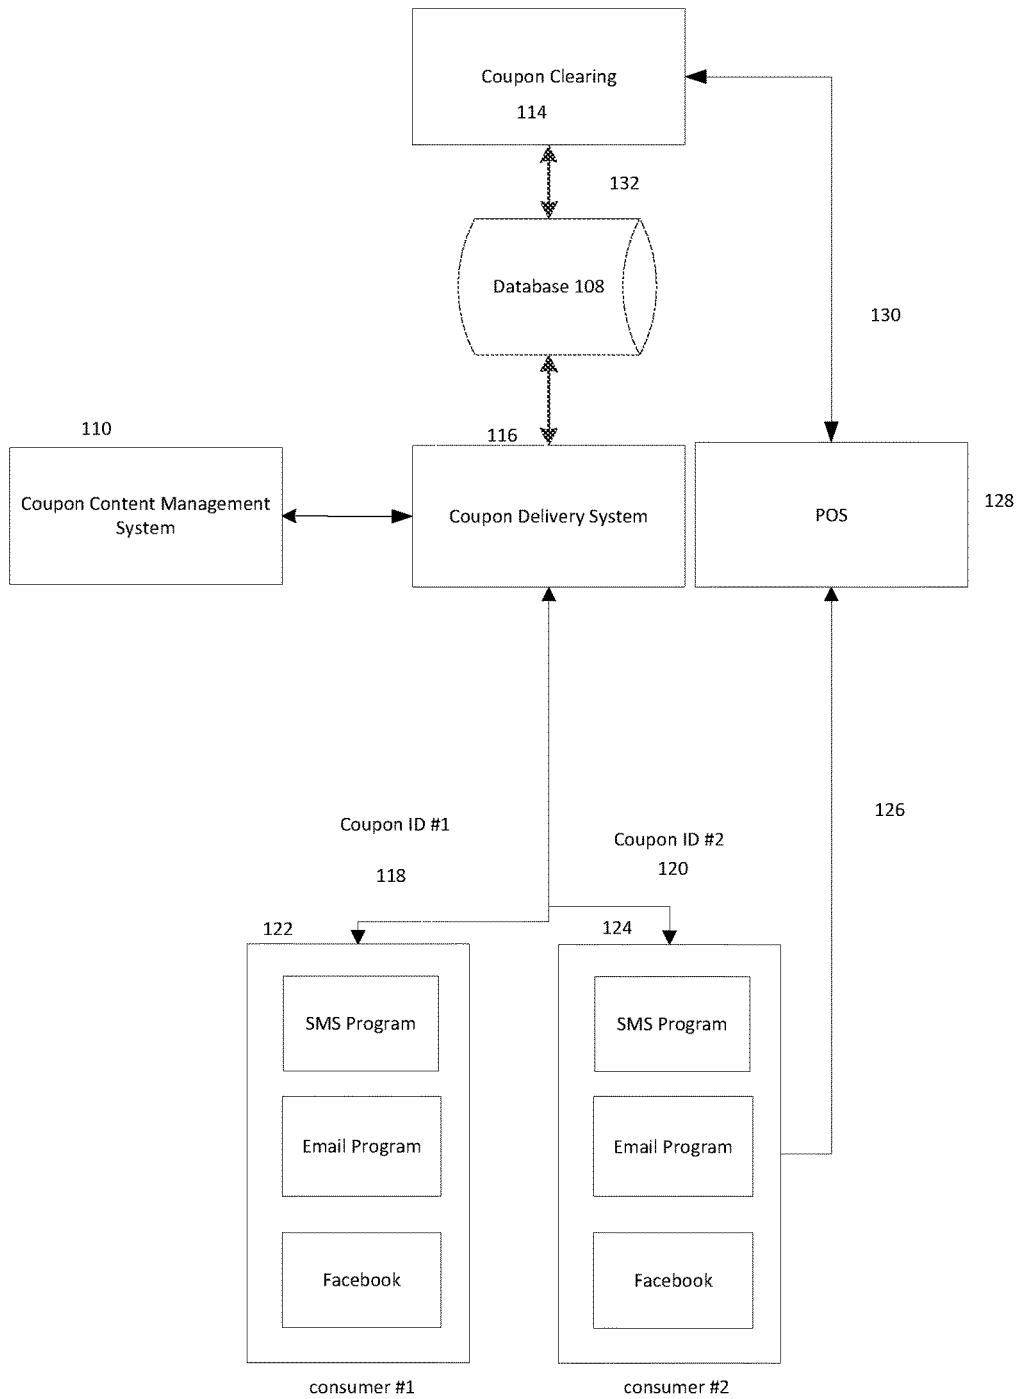 Coupon Clearing
114
132
Database 108
130
110
116
Coupon Content Management
System
Coupon Delivery System
POS
128
126
Coupon ID #1
Coupon ID #2
118
120
122
124
SMS Program
SMS Program
Email Program
Email Program
Facebook
Facebook
consumer #1
consumer #2